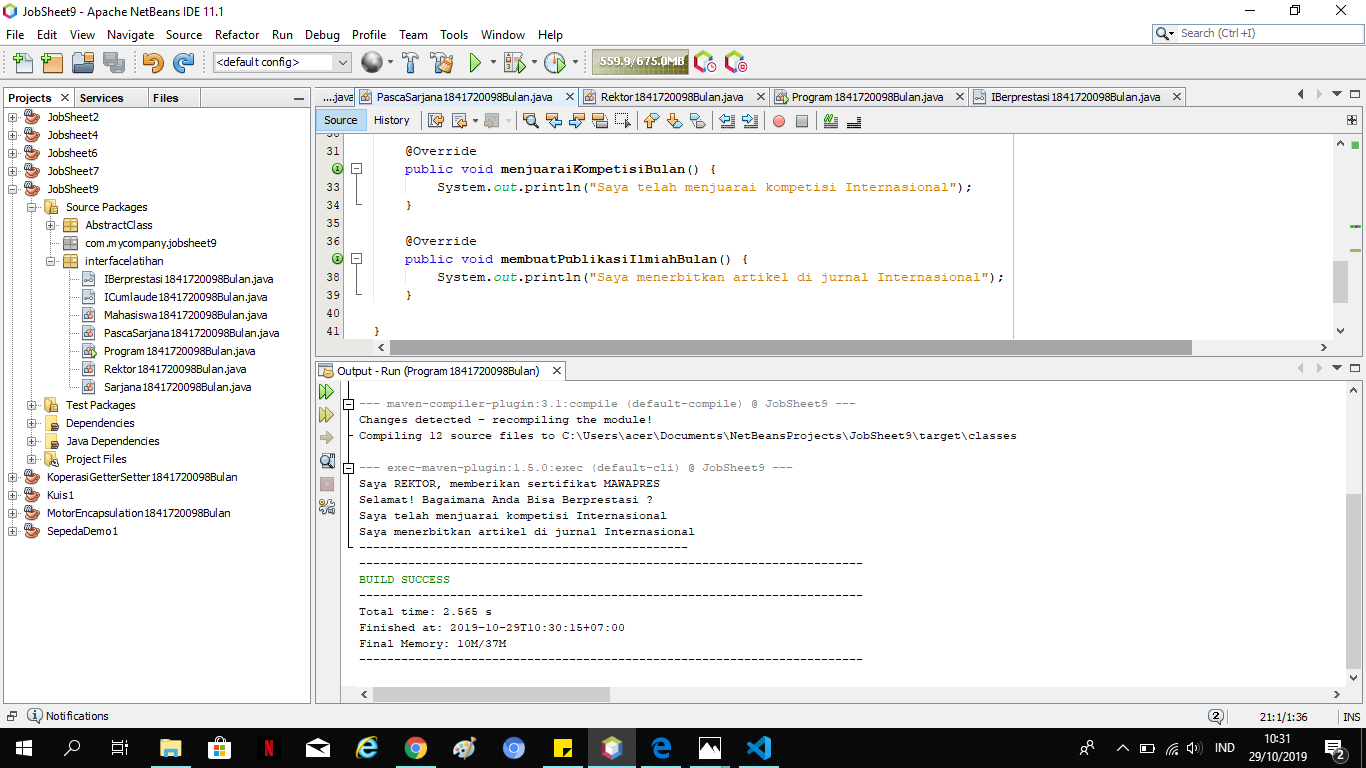 JobSheet9 - Apache NetBeans IDE 11.1
File Edit View Navigate Source Refactor Run Debug Profile Team Tools Window Help
Search (Ctrl+I)
<default config>
559.9/675.0MB
Projects Services Files
JobSheet2
Jobsheet4
Jobsheet6
JobSheet7
JobSheet9
Source Packages
AbstractClass
com.mycompany.jobsheet9
interfacelatihan
IBerprestasi1841720098Bulan.java
ICumlaude1841720098Bulan.java
Mahasiswa1841720098Bulan.java
PascaSarjana1841720098Bulan.java
Program1841720098Bulan.java
Rektor1841720098Bulan.java
Sarjana1841720098Bulan.java
Test Packages
Dependencies
Java Dependencies
Project Files
KoperasiGetterSetter1841720098Bulan
Kuis1
MotorEncapsulation1841720098Bulan
SepedaDemo1
....java PascaSarjana1841720098Bulan.java Rektor1841720098Bulan.java Program1841720098Bulan.java IBerprestasi1841720098Bulan.java
Source History
30
31 @Override
public void menjuaraiKompetisiBulan() {
33 System.out.println("Saya telah menjuarai kompetisi Internasional");
34 }
35
36 @Override
public void membuatPublikasiIlmiahBulan() {
38 System.out.println("Saya menerbitkan artikel di jurnal Internasional");
39 }
40
41 }
Output - Run (Program1841720098Bulan)
--- maven-compiler-plugin:3.1:compile (default-compile) @ JobSheet9 ---
Changes detected - recompiling the module!
Compiling 12 source files to C:\Users\acer\Documents\NetBeansProjects\JobSheet9\target\classes
--- exec-maven-plugin:1.5.0:exec (default-cli) @ JobSheet9 ---
Saya REKTOR, memberikan sertifikat MAWAPRES
Selamat! Bagaimana Anda Bisa Berprestasi ?
Saya telah menjuarai kompetisi Internasional
Saya menerbitkan artikel di jurnal Internasional
-----------------------------------------------
------------------------------------------------------------------------
BUILD SUCCESS
------------------------------------------------------------------------
Total time: 2.565 s
Finished at: 2019-10-29T10:30:15+07:00
Final Memory: 10M/37M
------------------------------------------------------------------------
Notifications
2
21:1/1:36 INS
IND
10:31
29/10/2019
2